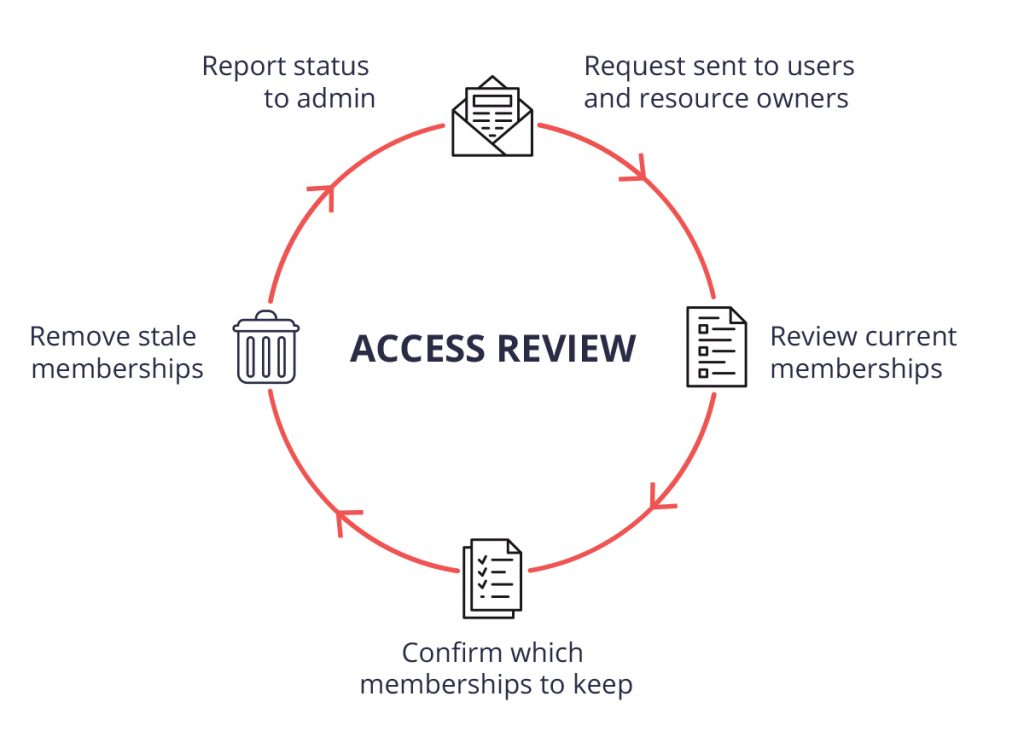 Report status
to admin
Request sent to users
and resource owners
Remove stale
memberships
ACCESS REVIEW
Review current
memberships
Confirm which
memberships to keep